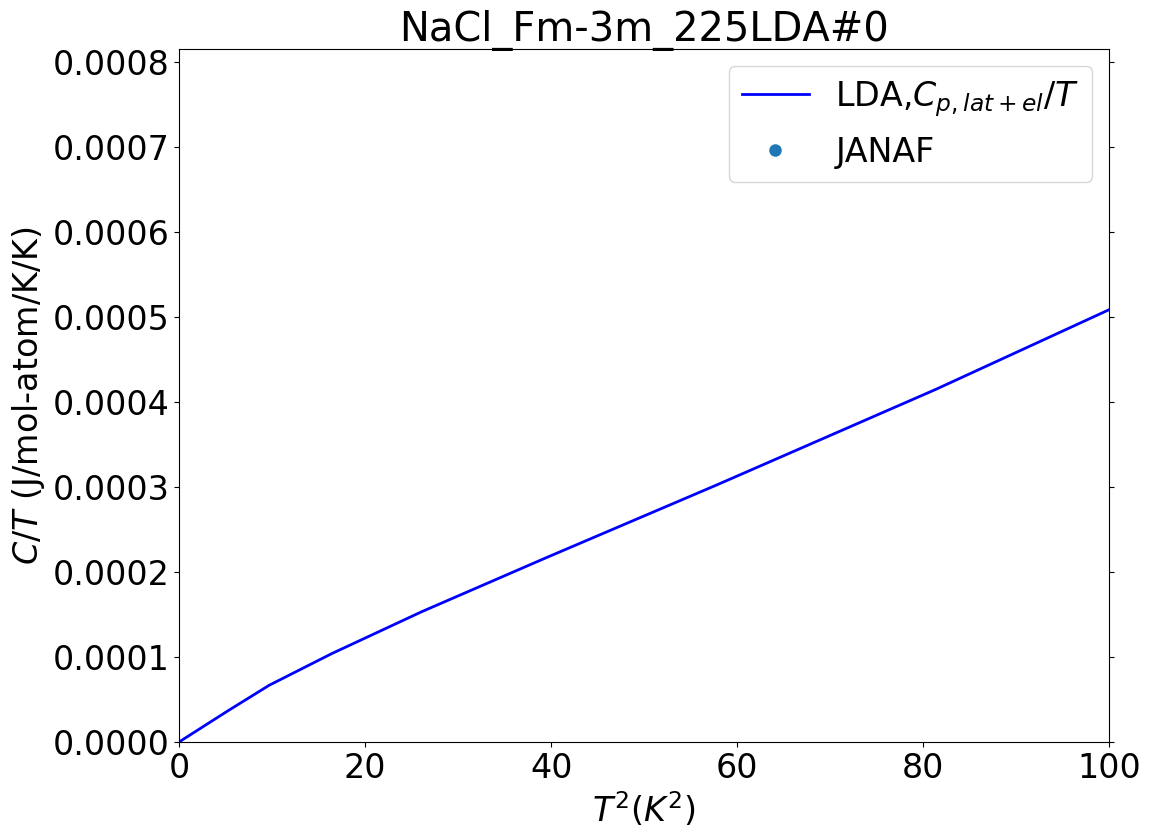 NaCl_Fm-3m_225LDA#0
LDA,$C_{p,lat+el}/T$
JANAF
C/T (J/mol-atom/K/K)
0.0008
0.0007
0.0006
0.0005
0.0004
0.0003
0.0002
0.0001
0.0000
0 20 40 60 80 100
$T^2(K^2)$